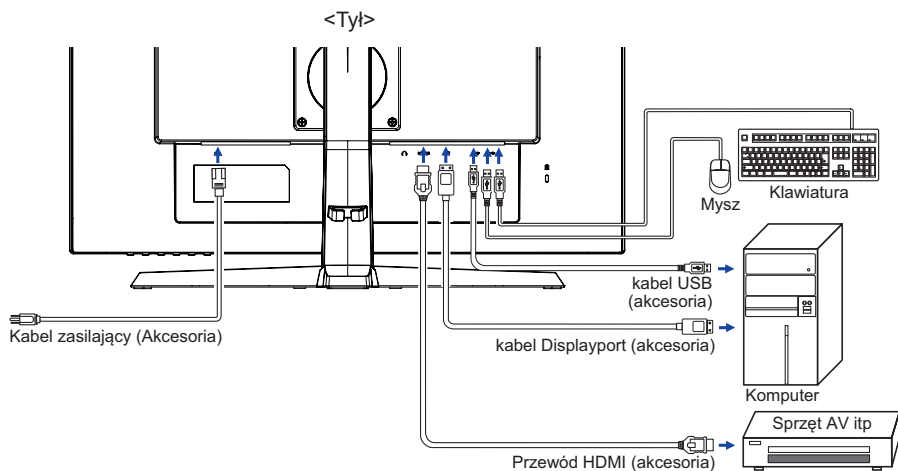 <Tył>
Klawiatura
Mysz
kabel USB
(akcesoria)
Kabel zasilający (Akcesoria)
kabel Displayport (akcesoria)
Komputer
Sprzęt AV itp
Przewód HDMI (akcesoria)